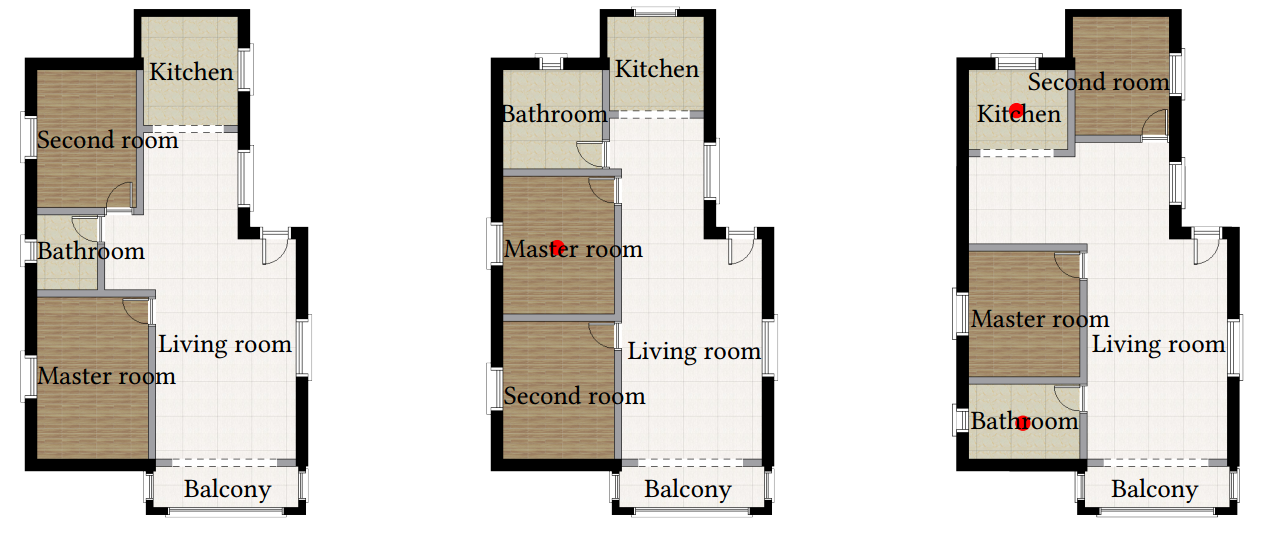 Kitchen
Second room
Bathroom
Living room
Master room
Balcony
Kitchen
Bathroom
Master room
Living room
Second room
Balcony
Second room
Kitchen
Master room
Living room
Bathroom
Balcony